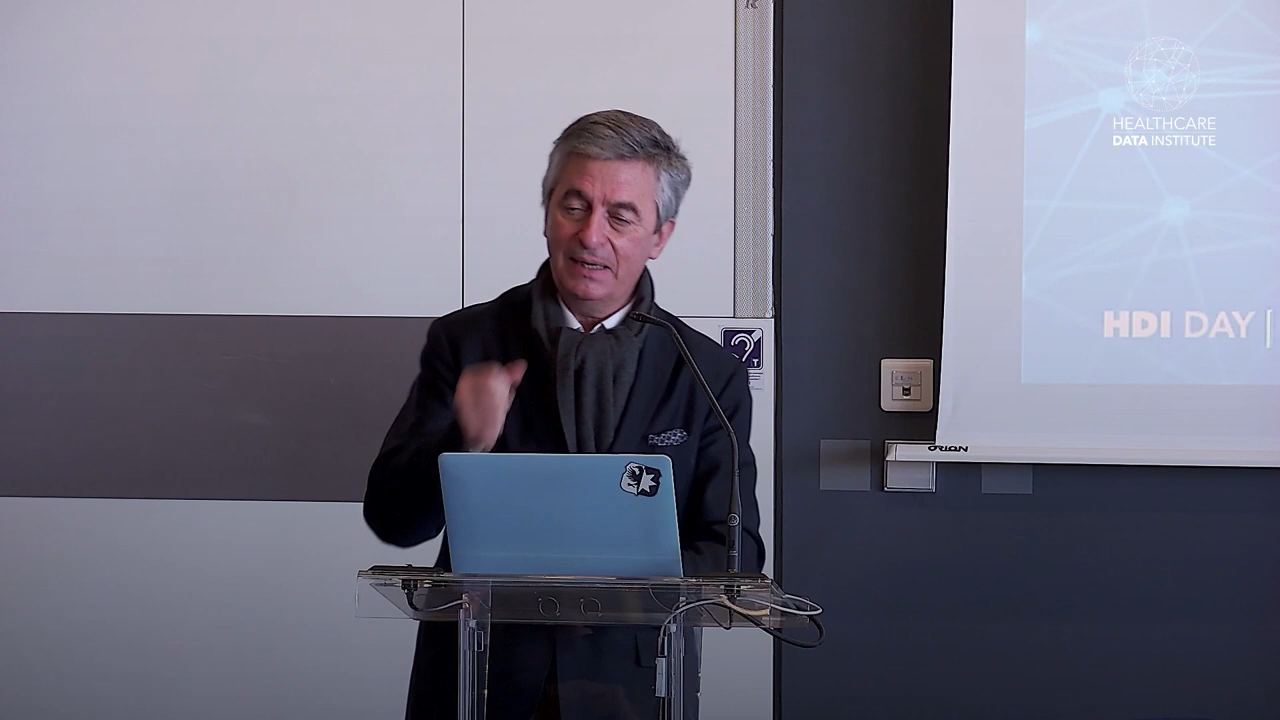 HEALTHCARE
DATA INSTITUTE
HDI DAY |
ORION
T